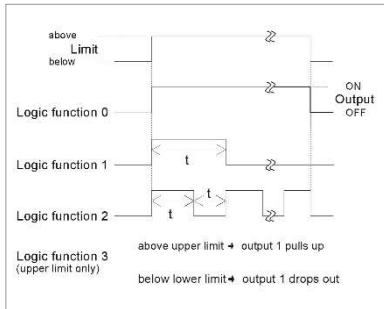 above
Limit
below
ON
Output
OFF
Logic function 0
Logic function 1
t
t
Logic function 2
t
Logic function 3
(upper limit only)
above upper limit → output 1 pulls up
below lower limit → output 1 drops out